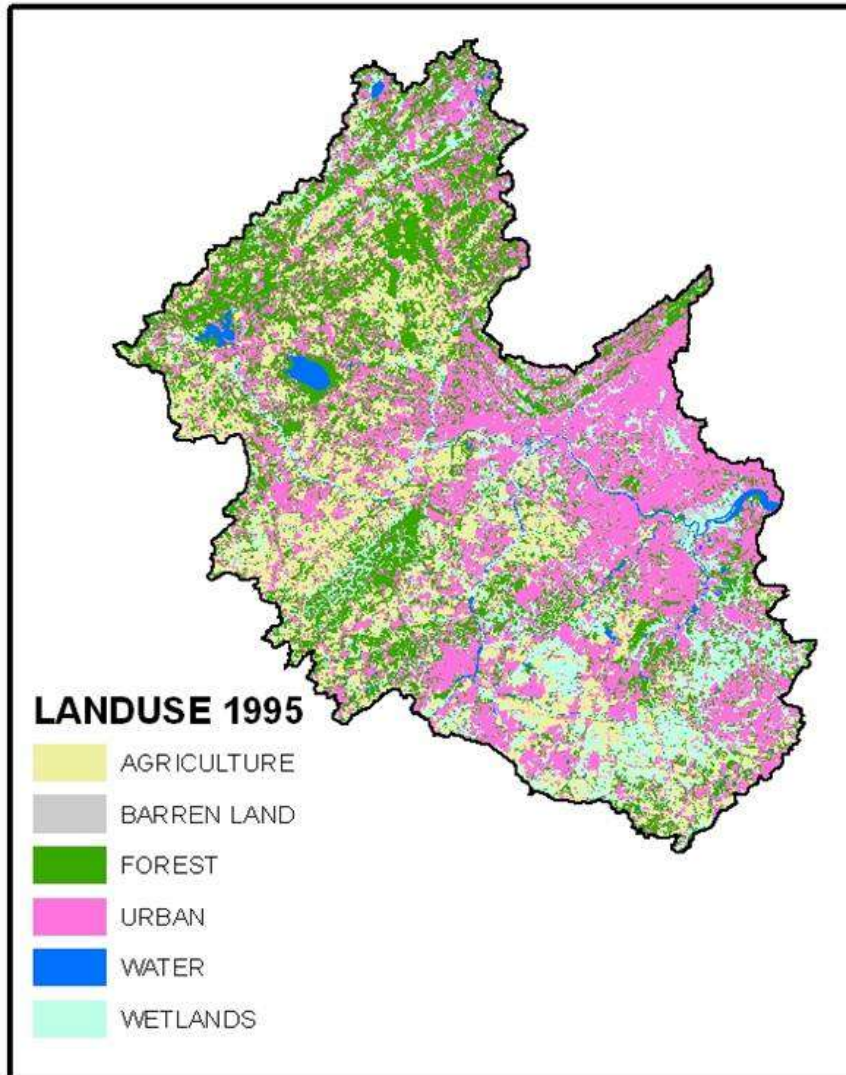 LANDUSE 1995
AGRICULTURE
BARREN LAND
FOREST
URBAN
WATER
WETLANDS